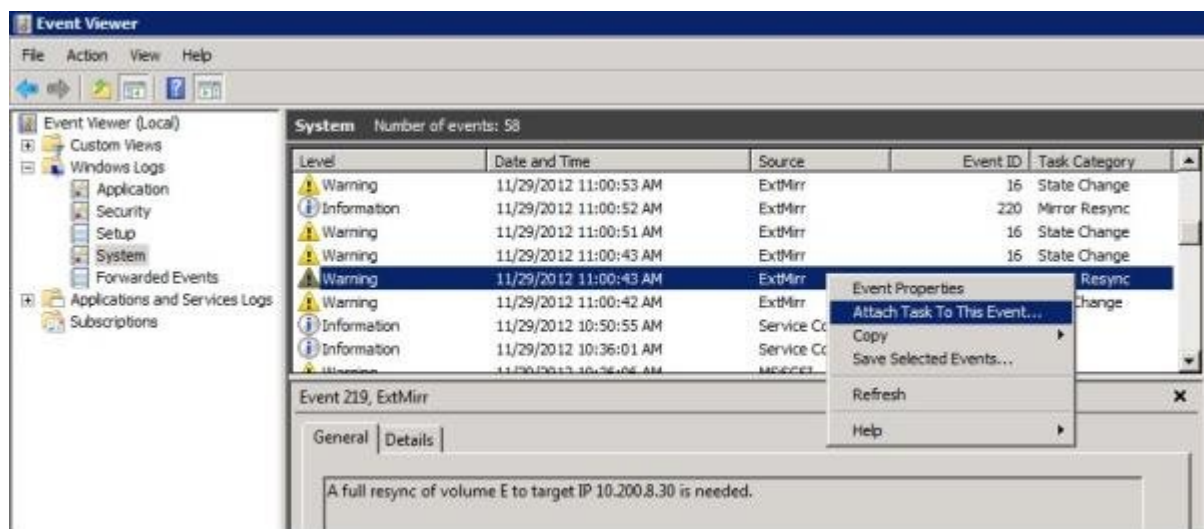 Event Viewer
File Action View Help
Event Viewer (Local)
Custom Views
Windows Logs
Application
Security
Setup
System
Forwarded Events
Applications and Services Logs
Subscriptions
System Number of events: 58
Level Date and Time Source Event ID Task Category
Warning 11/29/2012 11:00:53 AM ExtMirr 16 State Change
Information 11/29/2012 11:00:52 AM ExtMirr 220 Mirror Resync
Warning 11/29/2012 11:00:51 AM ExtMirr 16 State Change
Warning 11/29/2012 11:00:43 AM ExtMirr 16 State Change
Warning 11/29/2012 11:00:43 AM ExtMirr Resync
Warning 11/29/2012 11:00:42 AM ExtMirr Change
Information 11/29/2012 10:50:55 AM Service Co
Information 11/29/2012 10:36:01 AM Service Co
Event Properties
Attach Task To This Event...
Copy
Save Selected Events...
Refresh
Help
Event 219, ExtMirr
General Details
A full resync of volume E to target IP 10.200.8.30 is needed.